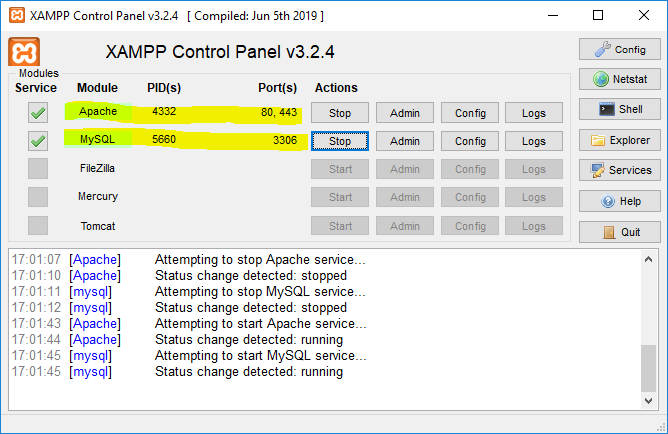 XAMPP Control Panel v3.2.4 [ Compiled: Jun 5th 2019 ]
XAMPP Control Panel v3.2.4
Config
Modules
Service Module PID(s) Port(s) Actions
Netstat
Apache 4332 80, 443 Stop Admin Config Logs
Shell
MySQL 5660 3306 Stop Admin Config Logs
Explorer
FileZilla Start Admin Config Logs
Services
Mercury Start Admin Config Logs
Help
Tomcat Start Admin Config Logs
Quit
17:01:07 [Apache] Attempting to stop Apache service...
17:01:10 [Apache] Status change detected: stopped
17:01:11 [mysql] Attempting to stop MySQL service...
17:01:12 [mysql] Status change detected: stopped
17:01:43 [Apache] Attempting to start Apache service...
17:01:44 [Apache] Status change detected: running
17:01:45 [mysql] Attempting to start MySQL service...
17:01:45 [mysql] Status change detected: running